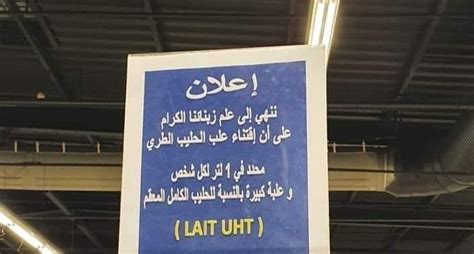 إعلان
ننهي إلى علم زبنائنا الكرام
على أن إقتناء علب الحليب الطري
محدد في 1 لتر لكل شخص
و علبة كبيرة بالنسبة للحليب الكامل المعقم
( LAIT UHT )